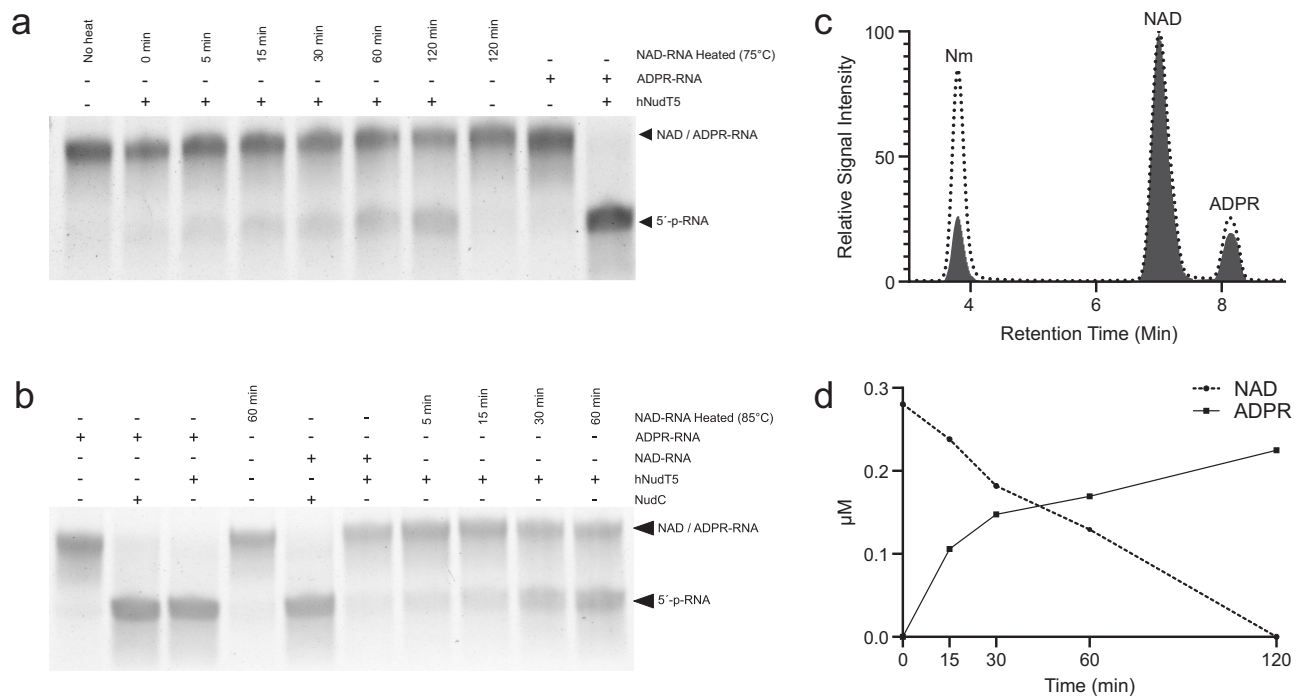 a
No heat
0 min
5 min
15 min
30 min
60 min
120 min
120 min
- - NAD-RNA Heated (75°C)
- - - - - - - - + + ADPR-RNA
- + + + + + + - - + hNudT5
NAD / ADPR-RNA
5´-p-RNA
b
60 min
5 min
15 min
30 min
60 min
- - - - - NAD-RNA Heated (85°C)
+ + + - - - - - - - ADPR-RNA
- - - - + + - - - - NAD-RNA
- - + - - + + + + + hNudT5
- + - - + - - - - - NudC
NAD / ADPR-RNA
5´-p-RNA
c
Relative Signal Intensity
100
50
0
Nm
NAD
ADPR
4 6 8
Retention Time (Min)
d
NAD
ADPR
µM
0.3
0.2
0.1
0.0
0 15 30 60 120
Time (min)